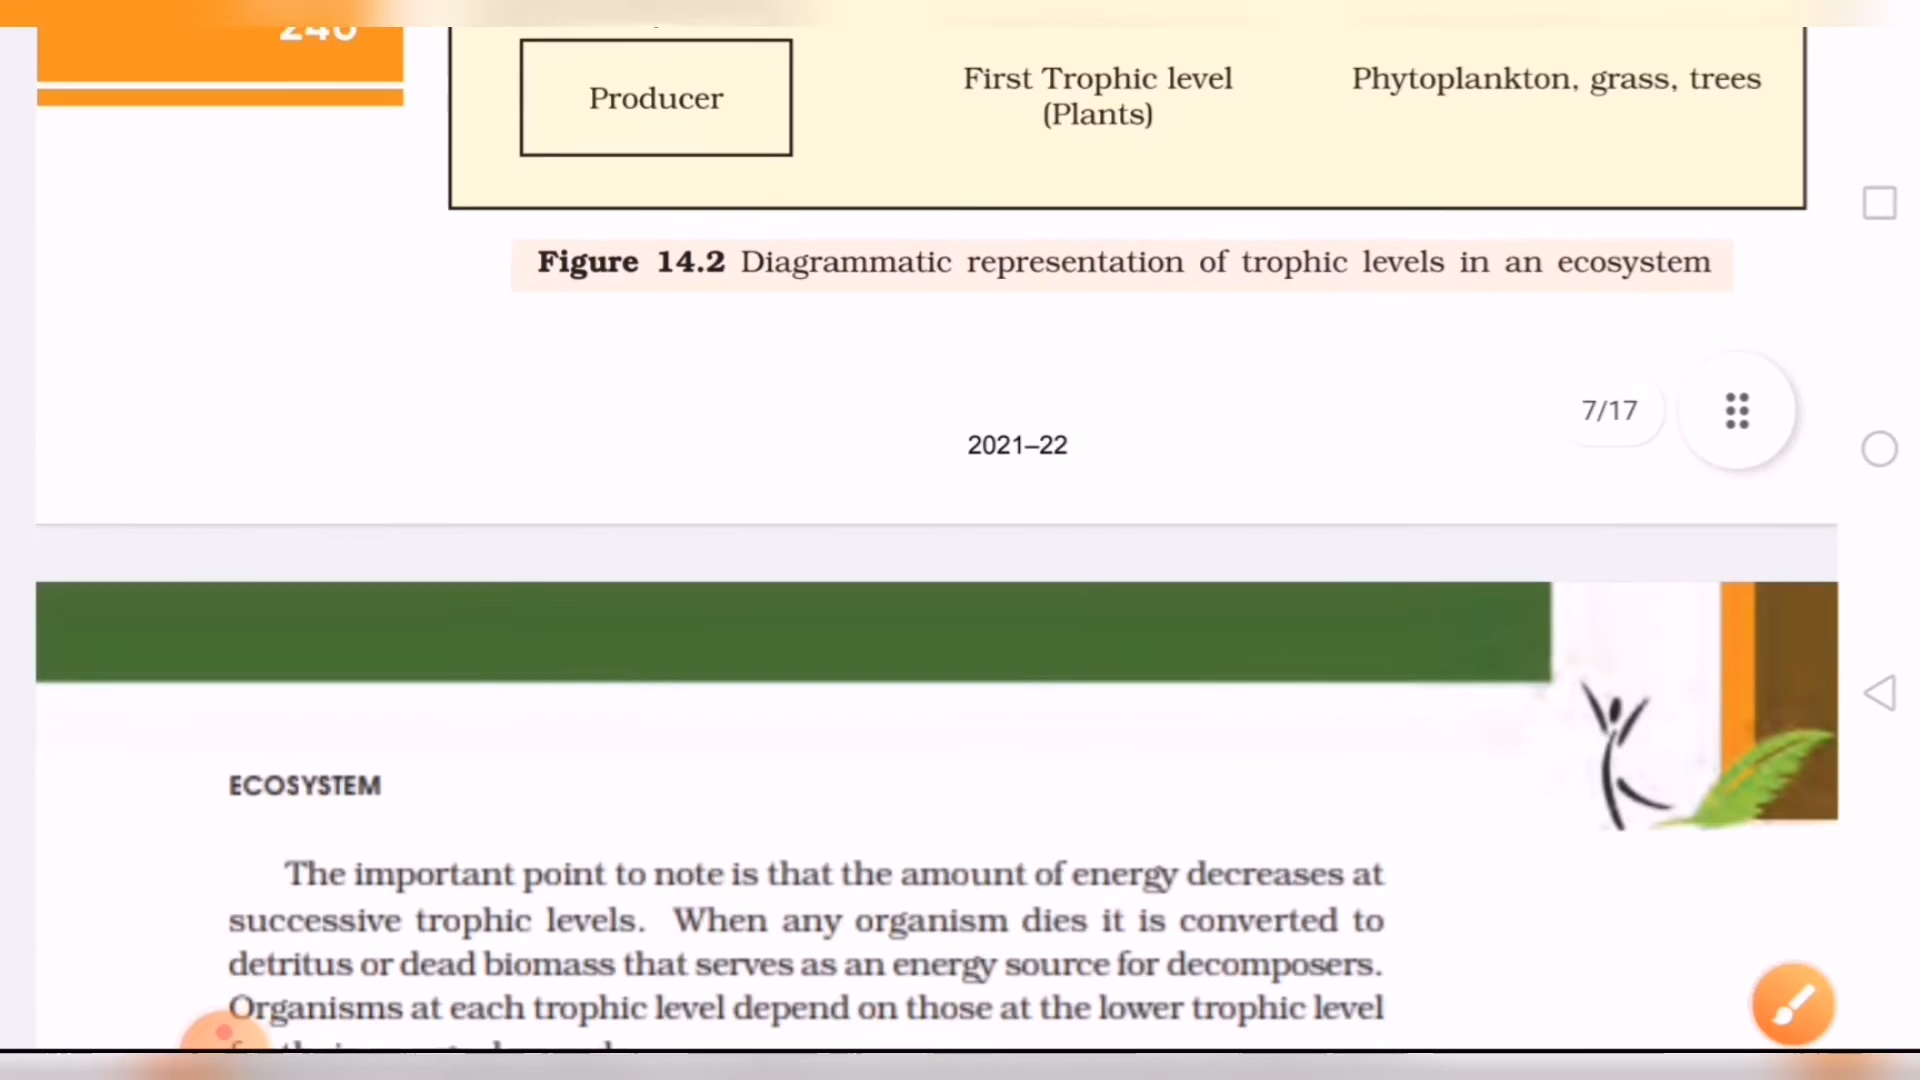 Producer
First Trophic level
(Plants)
Phytoplankton, grass, trees
Figure 14.2 Diagrammatic representation of trophic levels in an ecosystem
7/17
2021–22
ECOSYSTEM
The important point to note is that the amount of energy decreases at
successive trophic levels. When any organism dies it is converted to
detritus or dead biomass that serves as an energy source for decomposers.
Organisms at each trophic level depend on those at the lower trophic level